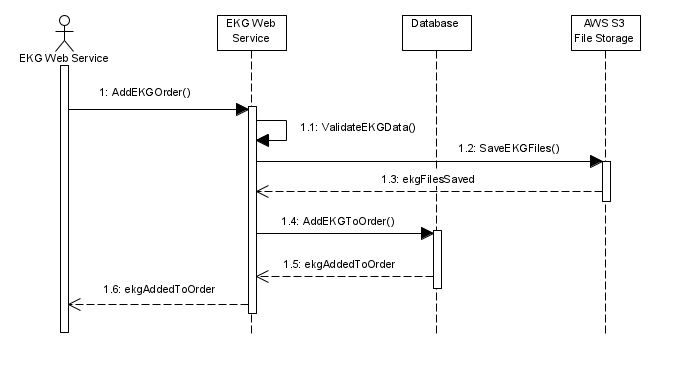 EKG Web
Service
Database
AWS S3
File Storage
EKG Web Service
1: AddEKGOrder()
1.1: ValidateEKGData()
1.2: SaveEKGFiles()
1.3: ekgFilesSaved
1.4: AddEKGToOrder()
1.5: ekgAddedToOrder
1.6: ekgAddedToOrder